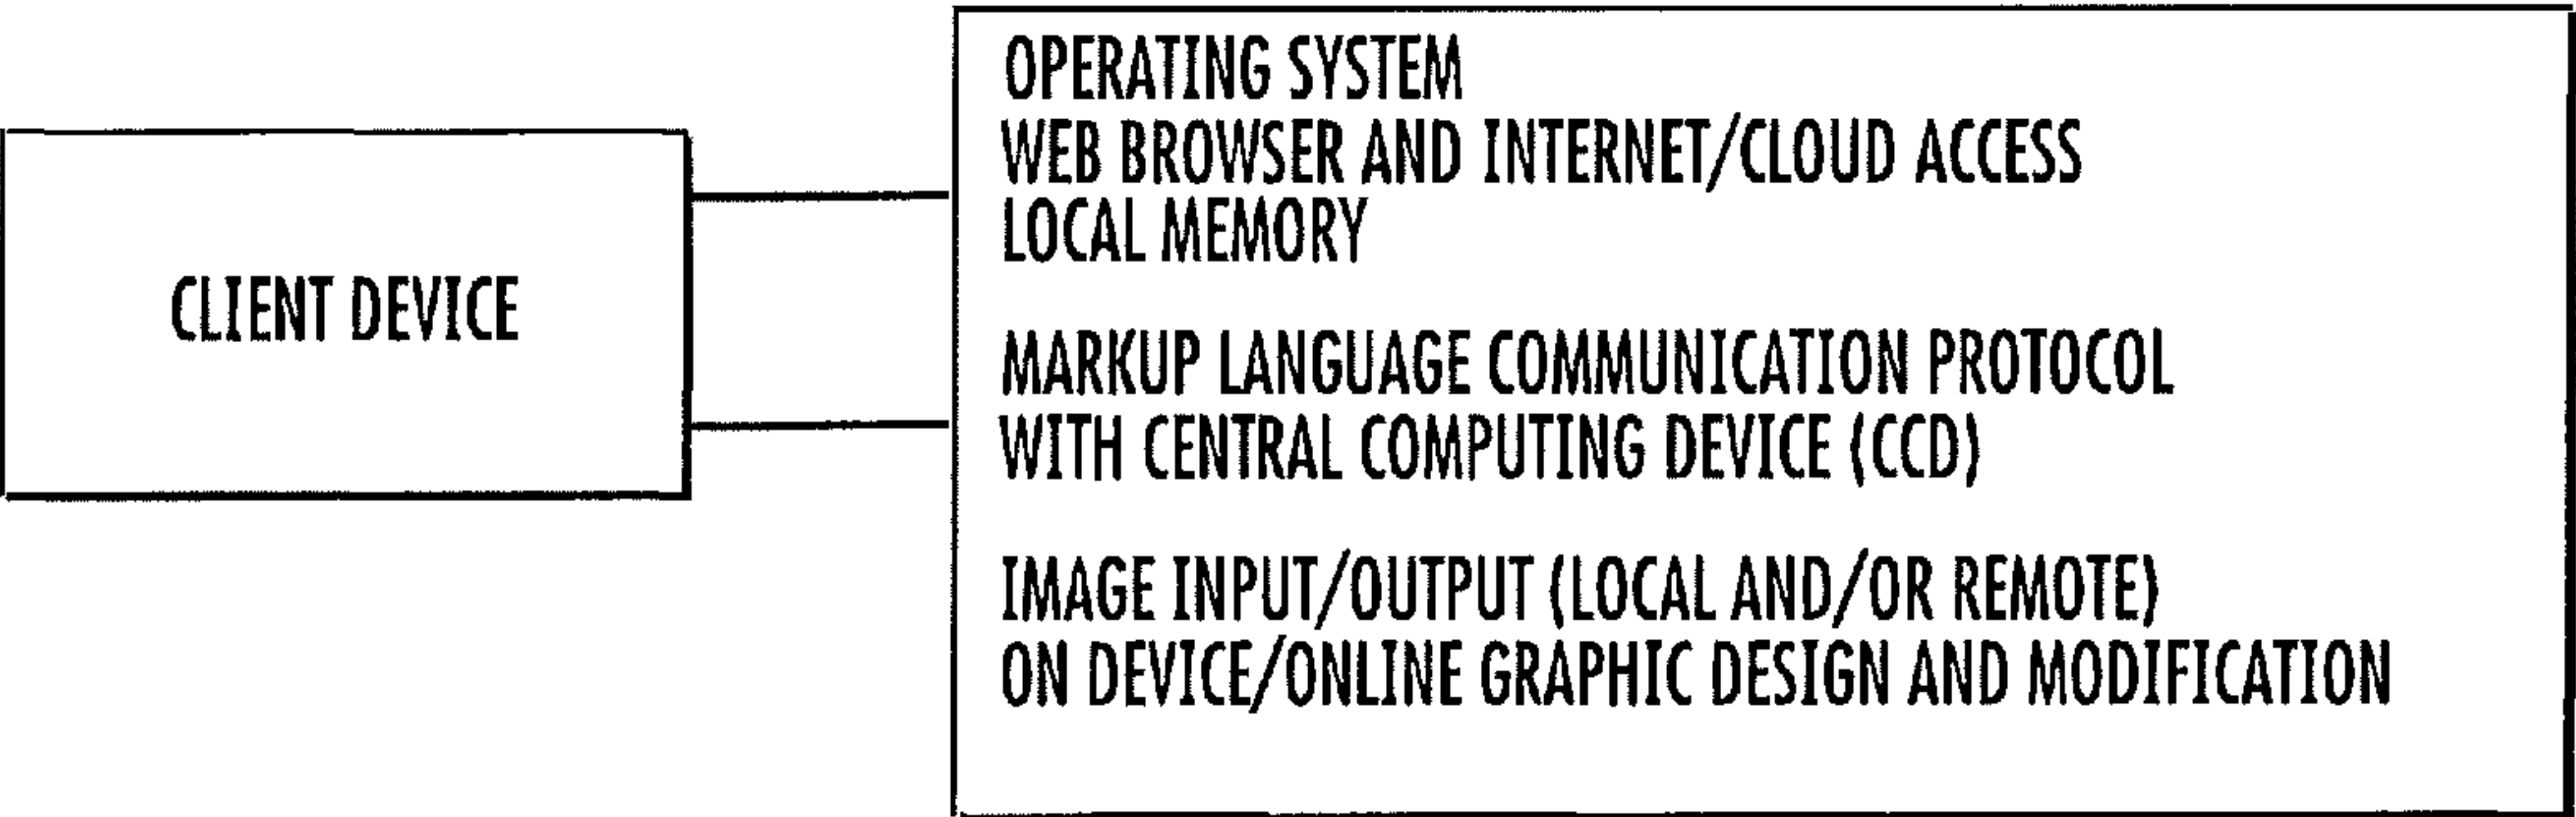 CLIENT DEVICE
OPERATING SYSTEM
WEB BROWSER AND INTERNET/CLOUD ACCESS
LOCAL MEMORY
MARKUP LANGUAGE COMMUNICATION PROTOCOL
WITH CENTRAL COMPUTING DEVICE (CCD)
IMAGE INPUT/OUTPUT (LOCAL AND/OR REMOTE)
ON DEVICE/ONLINE GRAPHIC DESIGN AND MODIFICATION